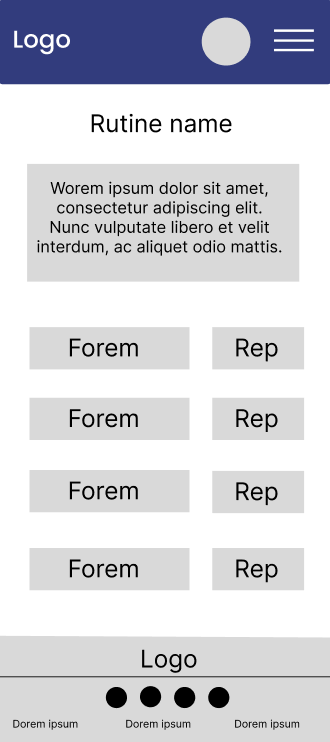 Logo
Rutine name
Worem ipsum dolor sit amet,
consectetur adipiscing elit.
Nunc vulputate libero et velit
interdum, ac aliquet odio mattis.
Forem Rep
Forem Rep
Forem Rep
Forem Rep
Logo
Dorem ipsum Dorem ipsum Dorem ipsum